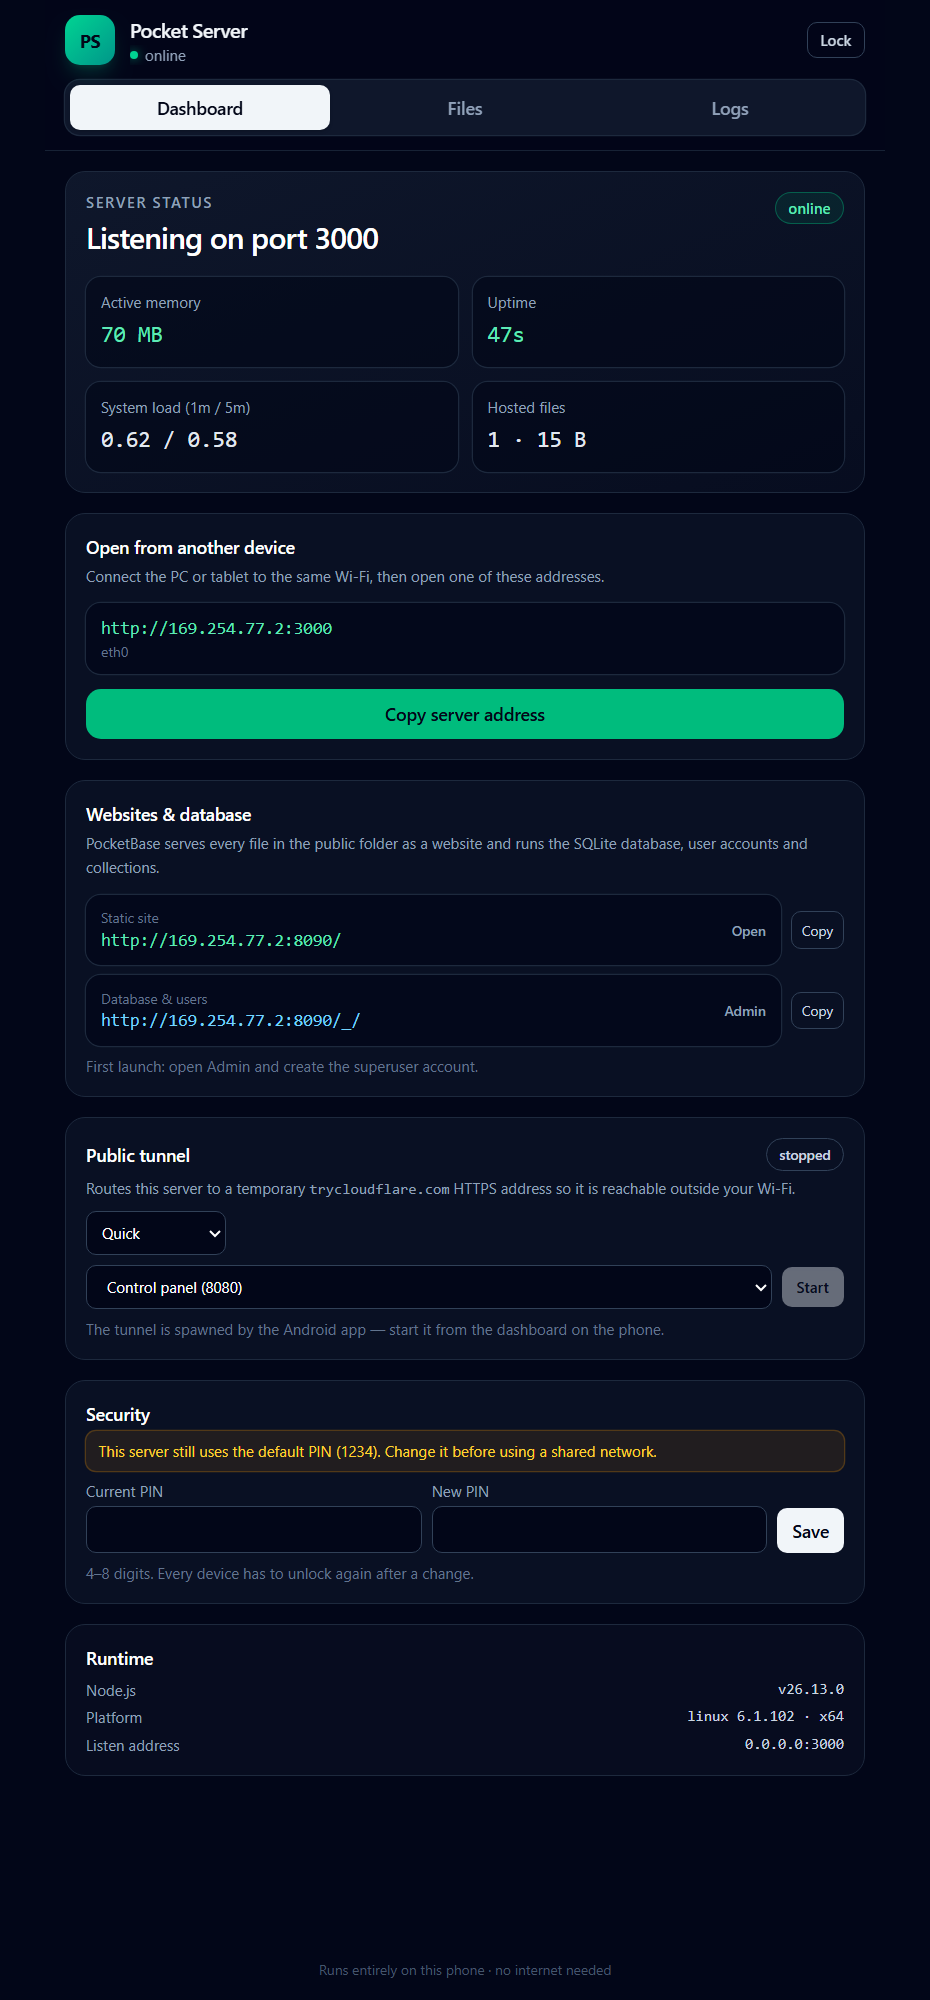 PS
Pocket Server
online
Lock
Dashboard
Files
Logs
SERVER STATUS
online
Listening on port 3000
Active memory
70 MB
Uptime
47s
System load (1m / 5m)
0.62 / 0.58
Hosted files
1 · 15 B
Open from another device
Connect the PC or tablet to the same Wi-Fi, then open one of these addresses.
http://169.254.77.2:3000
eth0
Copy server address
Websites & database
PocketBase serves every file in the public folder as a website and runs the SQLite database, user accounts and
collections.
Static site
http://169.254.77.2:8090/
Open
Copy
Database & users
http://169.254.77.2:8090/_/
Admin
Copy
First launch: open Admin and create the superuser account.
Public tunnel
stopped
Routes this server to a temporary trycloudflare.com HTTPS address so it is reachable outside your Wi-Fi.
Quick
Control panel (8080)
Start
The tunnel is spawned by the Android app — start it from the dashboard on the phone.
Security
This server still uses the default PIN (1234). Change it before using a shared network.
Current PIN
New PIN
Save
4–8 digits. Every device has to unlock again after a change.
Runtime
Node.js
v26.13.0
Platform
linux 6.1.102 · x64
Listen address
0.0.0.0:3000
Runs entirely on this phone · no internet needed